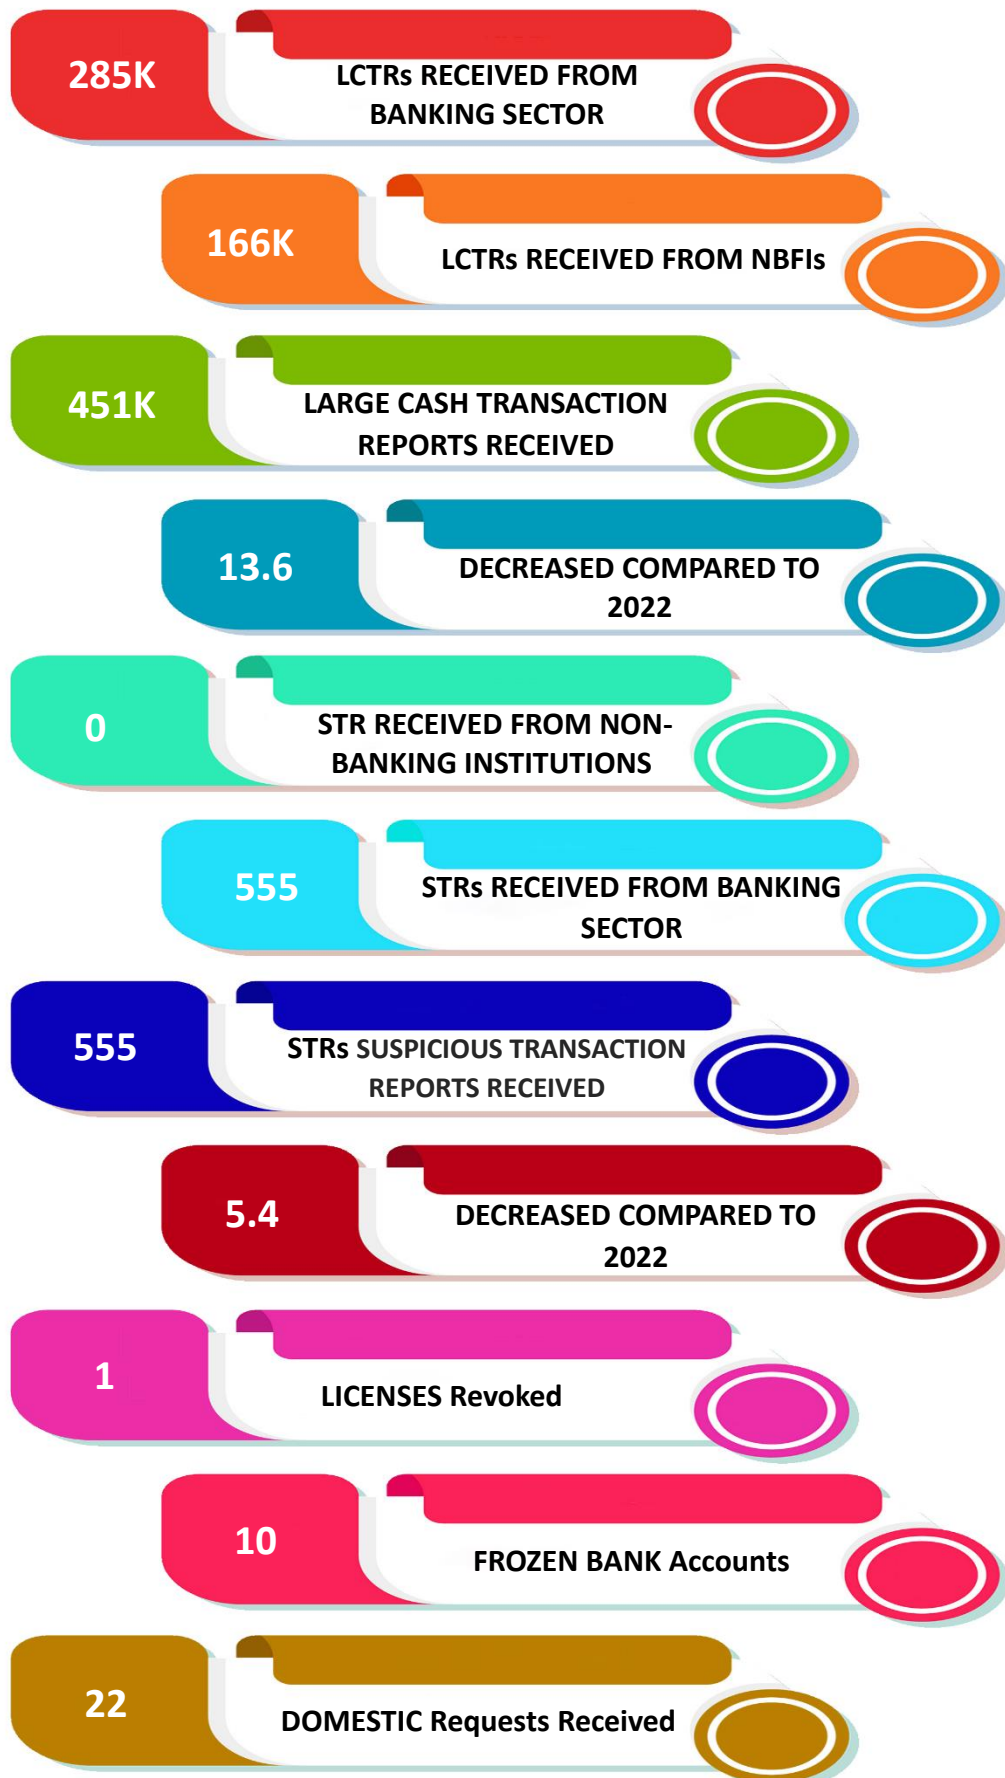 285K
LCTRs RECEIVED FROM
BANKING SECTOR
166K
LCTRs RECEIVED FROM NBFIs
451K
LARGE CASH TRANSACTION
REPORTS RECEIVED
13.6
DECREASED COMPARED TO
2022
0
STR RECEIVED FROM NON-
BANKING INSTITUTIONS
555
STRs RECEIVED FROM BANKING
SECTOR
555
STRs SUSPICIOUS TRANSACTION
REPORTS RECEIVED
5.4
DECREASED COMPARED TO
2022
1
LICENSES Revoked
10
FROZEN BANK Accounts
22
DOMESTIC Requests Received